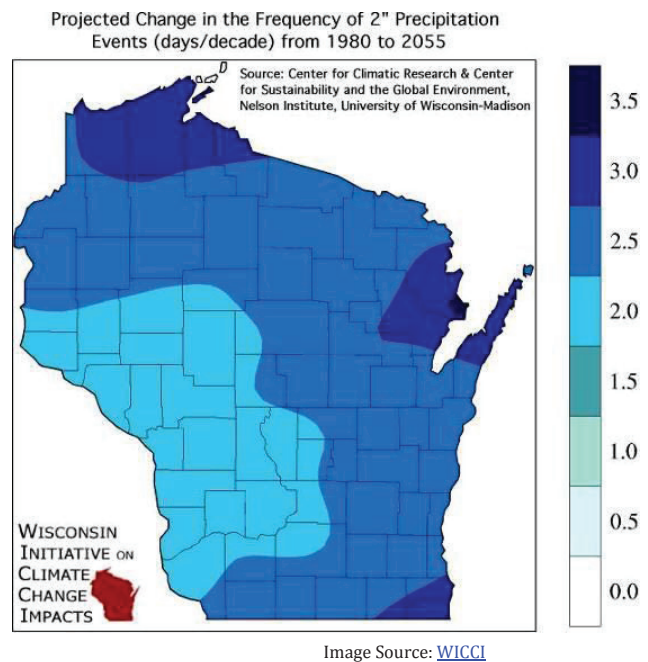 Projected Change in the Frequency of 2" Precipitation
Events (days/decade) from 1980 to 2055
Source: Center for Climatic Research & Center
for Sustainability and the Global Environment,
Nelson Institute, University of Wisconsin-Madison
3.5
3.0
2.5
2.0
1.5
1.0
0.5
0.0
WISCONSIN
INITIATIVE ON
CLIMATE
CHANGE
IMPACTS
Image Source: WICCI